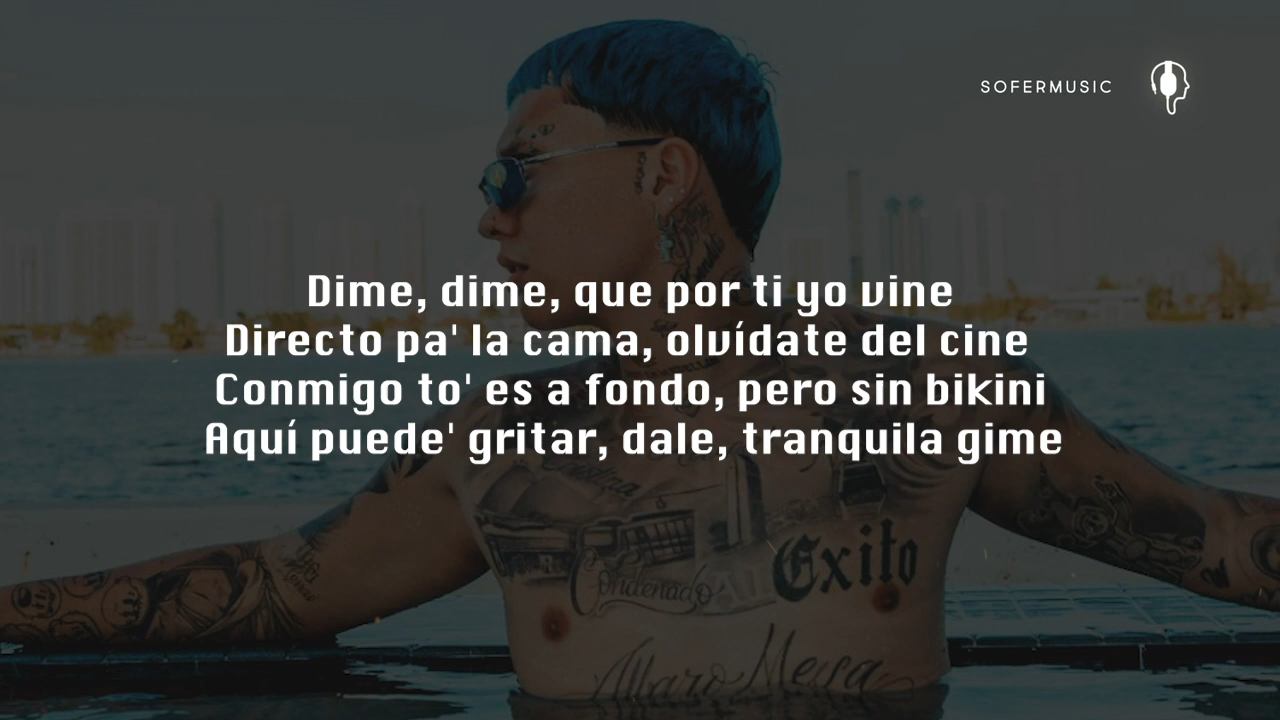 SOFERMUSIC
Dime, dime, que por ti yo vine
Directo pa' la cama, olvídate del cine
Conmigo to' es a fondo, pero sin bikini
Aquí puede' gritar, dale, tranquila gime
Cristina
Condenado
Exito